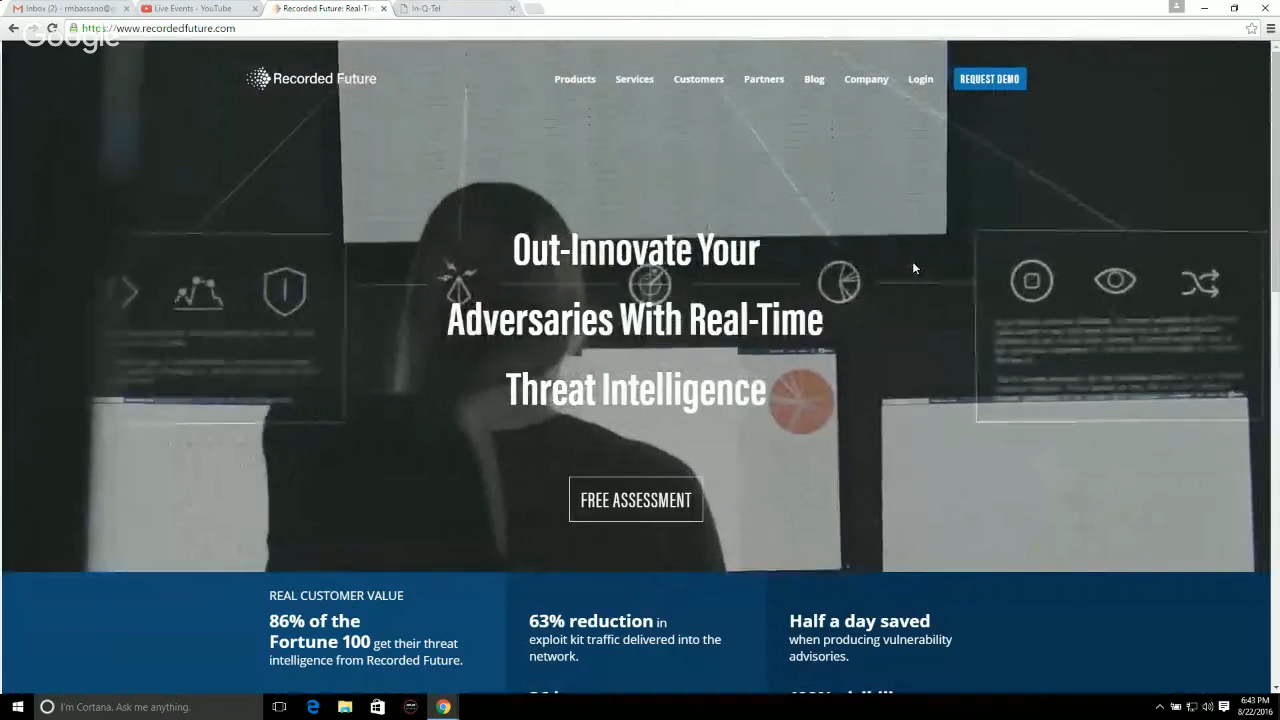 Inbox (2) - rmbassano@g
Live Events - YouTube
Recorded Future: Real-Tim
In-Q-Tel
https://www.recordedfuture.com
Google
Recorded Future
Products
Services
Customers
Partners
Blog
Company
Login
REQUEST DEMO
Out-Innovate Your
Adversaries With Real-Time
Threat Intelligence
FREE ASSESSMENT
REAL CUSTOMER VALUE
86% of the
Fortune 100 get their threat
intelligence from Recorded Future.
63% reduction in
exploit kit traffic delivered into the
network.
Half a day saved
when producing vulnerability
advisories.
I'm Cortana. Ask me anything.
6:43 PM
8/22/2016